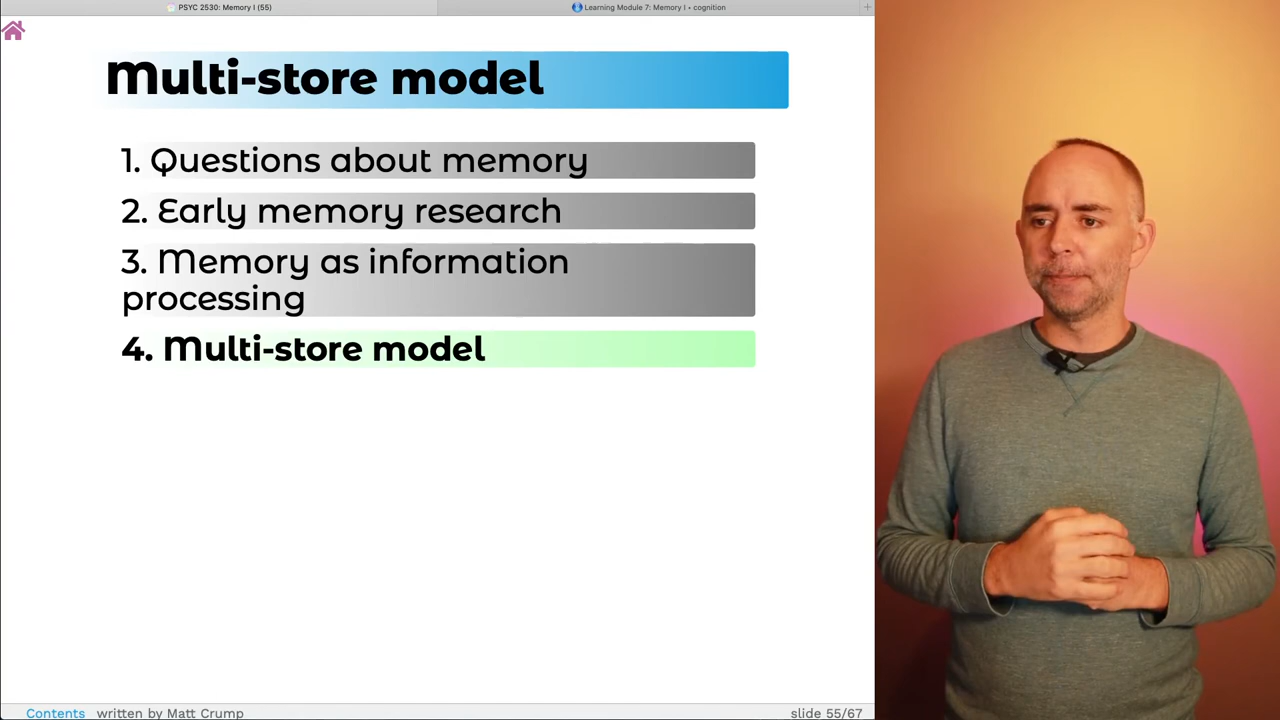 PSYC 2530: Memory I (55)
Learning Module 7: Memory I • cognition
+
Multi-store model
1. Questions about memory
2. Early memory research
3. Memory as information
processing
4. Multi-store model
Contents written by Matt Crump
slide 55/67